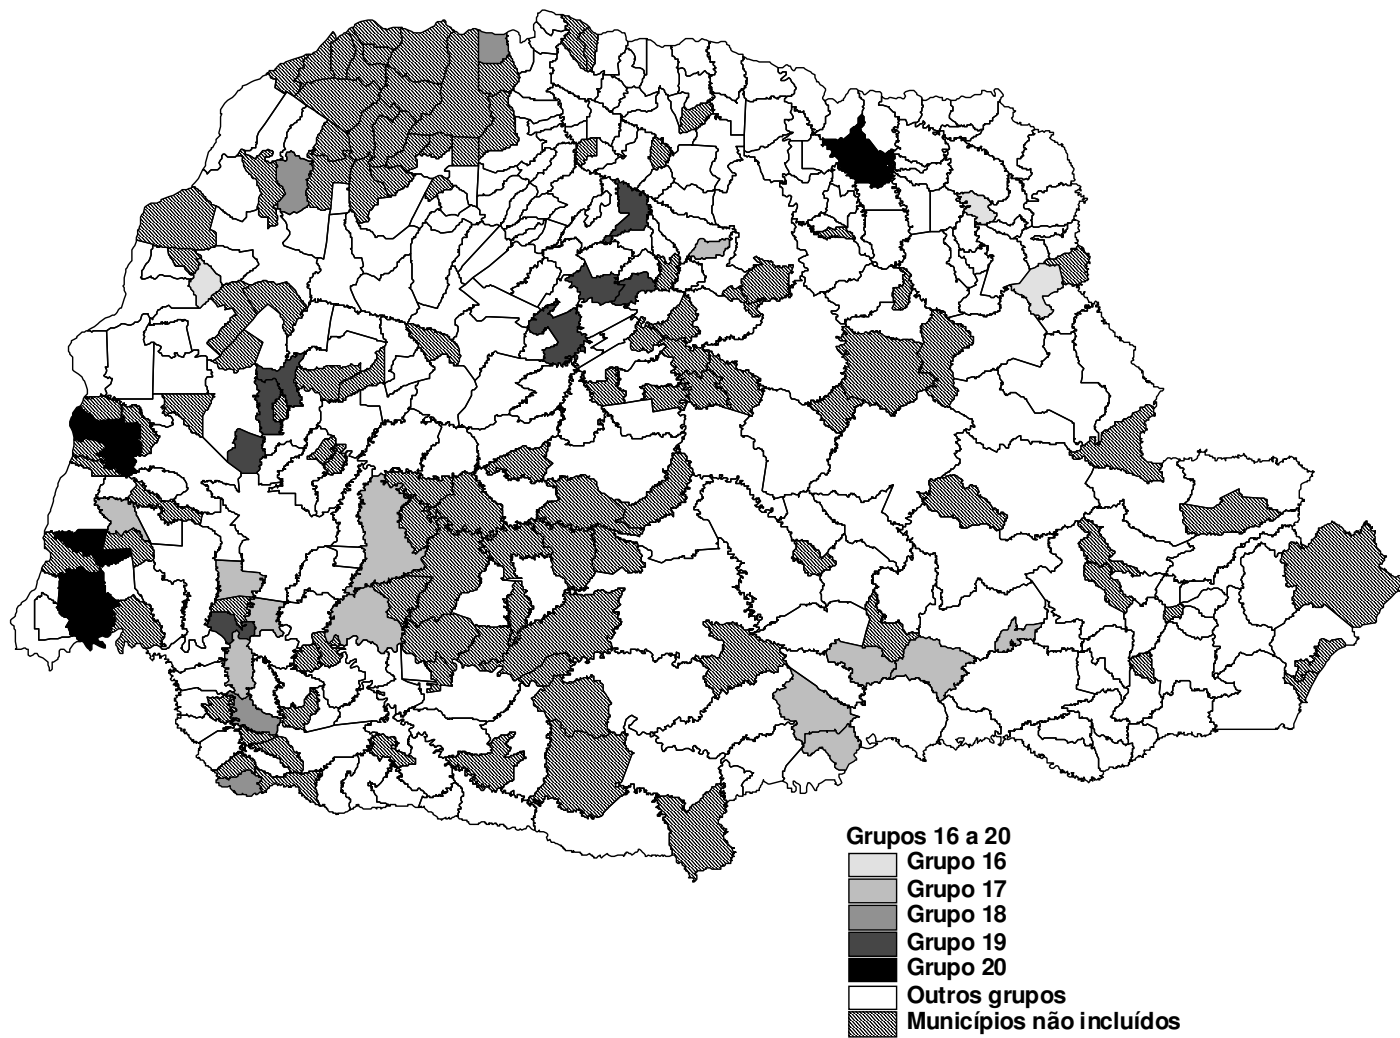 Grupos 16 a 20
Grupo 16
Grupo 17
Grupo 18
Grupo 19
Grupo 20
Outros grupos
Municípios não incluídos